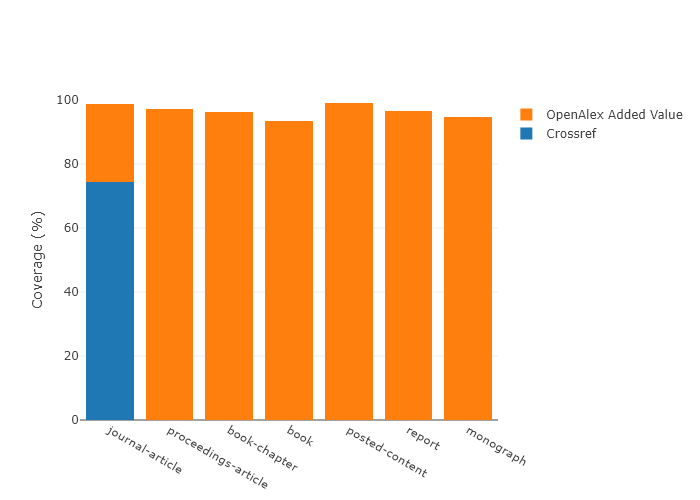 100
80
60
40
20
0
Coverage (%)
journal-article
proceedings-article
book-chapter
book
posted-content
report
monograph
OpenAlex Added Value
Crossref